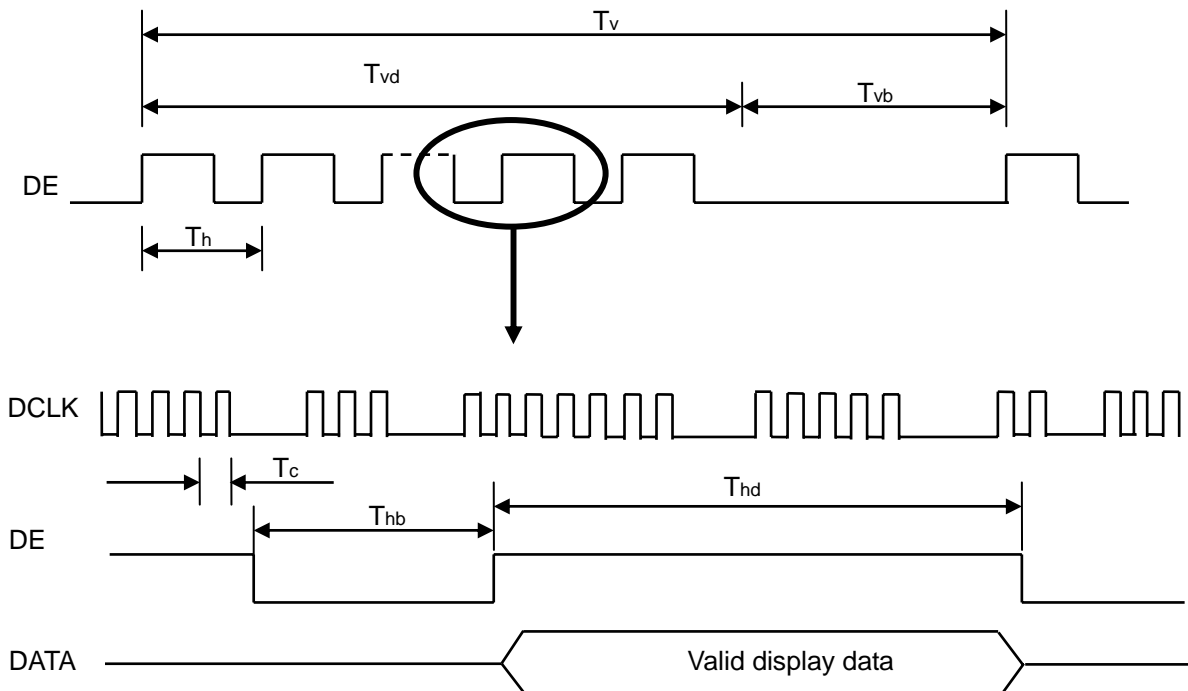 Tv
Tvd
Tvb
DE
Th
DCLK
Tc
Thd
Thb
DE
DATA
Valid display data